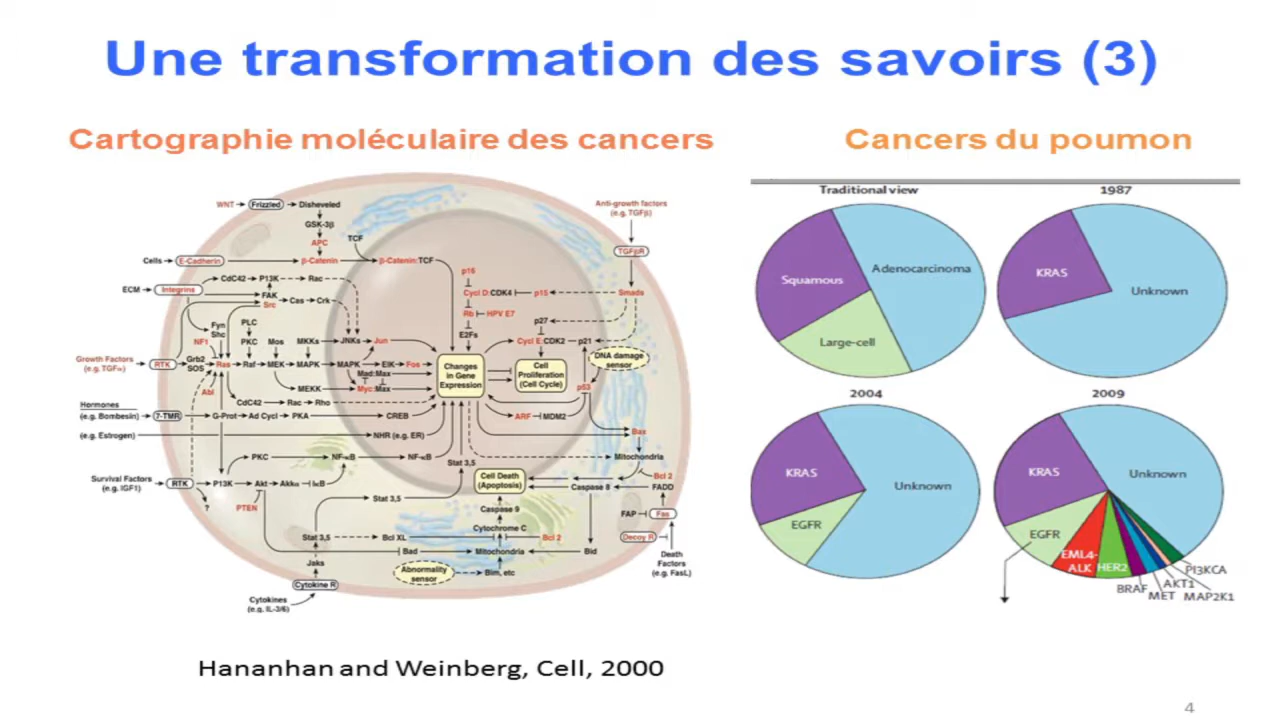 Une transformation des savoirs (3)
Cartographie moléculaire des cancers
Cancers du poumon
WNT
Frizzled
Disheveled
GSK-3β
APC
TCF
Cells
E-Cadherin
β-Catenin
β-Catenin:TCF
ECM
Integrins
CdC42
P13K
Rac
FAK
Src
Cas
Crk
Fyn
Shc
PLC
NF1
PKC
Mos
MKKs
JNKs
Jun
Growth Factors
(e.g. TGFα)
RTK
Grb2
SOS
Ras
Raf
MEK
MAPK
MAPK
ElK
Fos
Mad:Max
Abl
MEKK
Myc:Max
CdC42
Rac
Rho
Hormones
(e.g. Bombesin)
7-TMR
G-Prot
Ad Cycl
PKA
CREB
(e.g. Estrogen)
NHR (e.g. ER)
Survival Factors
(e.g. IGF1)
RTK
P13K
PKC
NF-κB
NF-κB
Akt
Akkα
IκB
PTEN
?
Stat 3,5
Stat 3,5
Stat 3,5
Bcl XL
Jaks
Cytokine R
Cytokines
(e.g. IL-3/6)
Bad
Abnormality
sensor
Anti-growth factors
(e.g, TGFβ)
TGFβR
p16
Cycl D:CDK4
p15
Smads
Rb
HPV E7
E2Fs
p27
Cycl E:CDK2
p21
DNA damage
sensor
Changes
in Gene
Expression
Cell
Proliferation
(Cell Cycle)
p53
ARF
MDM2
Bax
Mitochondria
Bcl 2
Cell Death
(Apoptosis)
Caspase 8
FADD
Caspase 9
FAP
Fas
Cytochrome C
Bcl 2
Decoy R
Mitochondria
Bid
Bim, etc
Death
Factors
(e.g. FasL)
Traditional view
Squamous
Adenocarcinoma
Large-cell
1987
KRAS
Unknown
2004
KRAS
Unknown
EGFR
2009
KRAS
Unknown
EGFR
EML4-
ALK
HER2
BRAF
MET
AKT1
MAP2K1
PI3KCA
Hananhan and Weinberg, Cell, 2000
4